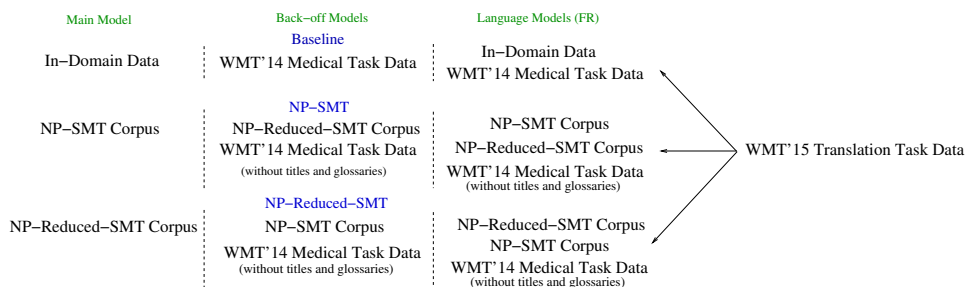 Main Model
Back−off Models
Language Models (FR)
Baseline
In−Domain Data
WMT'14 Medical Task Data
In−Domain Data
WMT'14 Medical Task Data
NP−SMT
NP−SMT Corpus
NP−Reduced−SMT Corpus
WMT'14 Medical Task Data
(without titles and glossaries)
NP−SMT Corpus
NP−Reduced−SMT Corpus
WMT'14 Medical Task Data
(without titles and glossaries)
WMT'15 Translation Task Data
NP−Reduced−SMT
NP−Reduced−SMT Corpus
NP−SMT Corpus
WMT'14 Medical Task Data
(without titles and glossaries)
NP−Reduced−SMT Corpus
NP−SMT Corpus
WMT'14 Medical Task Data
(without titles and glossaries)